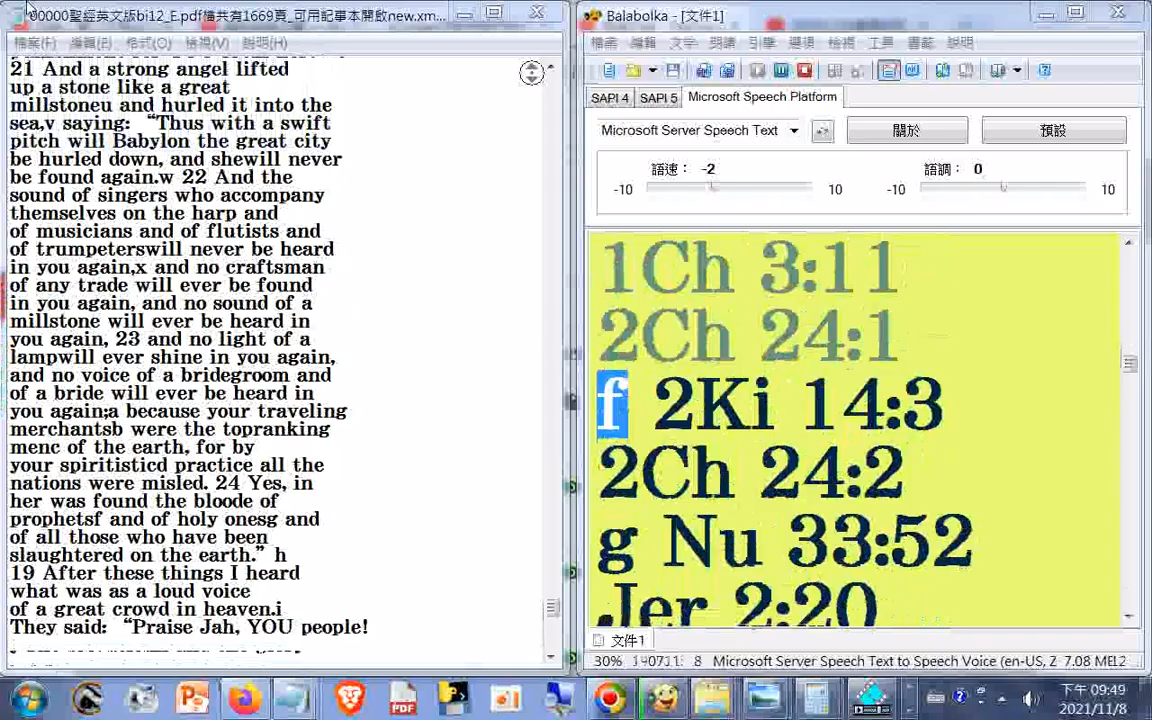 00000聖經英文版bi12_E.pdf檔共有1669頁_可用記事本開啟new.xm...
檔案(F) 編輯(E) 格式(O) 檢視(V) 說明(H)
21 And a strong angel lifted
up a stone like a great
millstoneu and hurled it into the
sea,v saying: “Thus with a swift
pitch will Babylon the great city
be hurled down, and shewill never
be found again.w 22 And the
sound of singers who accompany
themselves on the harp and
of musicians and of flutists and
of trumpeterswill never be heard
in you again,x and no craftsman
of any trade will ever be found
in you again, and no sound of a
millstone will ever be heard in
you again, 23 and no light of a
lampwill ever shine in you again,
and no voice of a bridegroom and
of a bride will ever be heard in
you again;a because your traveling
merchantsb were the topranking
menc of the earth, for by
your spiritisticd practice all the
nations were misled. 24 Yes, in
her was found the bloode of
prophetsf and of holy onesg and
of all those who have been
slaughtered on the earth.” h
19 After these things I heard
what was as a loud voice
of a great crowd in heaven.i
They said: “Praise Jah, YOU people!
Balabolka - [文件1]
檔案 編輯 文字 朗讀 引擎 選項 檢視 工具 書籤 說明
SAPI 4 SAPI 5 Microsoft Speech Platform
Microsoft Server Speech Text 關於 預設
語速： -2 語調： 0
-10 10 -10 10
1Ch 3:11
2Ch 24:1
f 2Ki 14:3
2Ch 24:2
g Nu 33:52
Jer 2:20
文件1
30% 140711. 8 Microsoft Server Speech Text to Speech Voice (en-US, Z 7.08 ME12
PDF
下午 09:49
2021/11/8